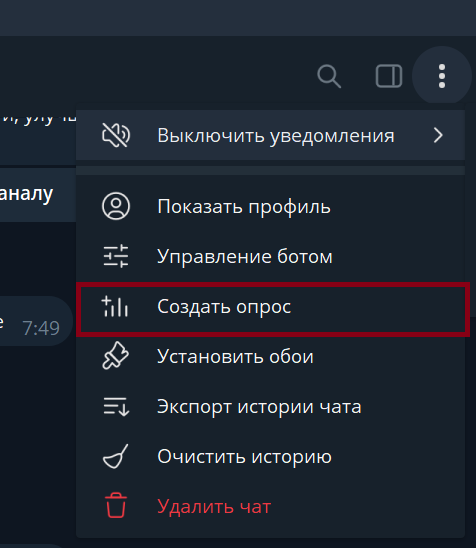 Выключить уведомления
аналу
Показать профиль
Управление ботом
Создать опрос
7:49
Установить обои
Экспорт истории чата
Очистить историю
Удалить чат